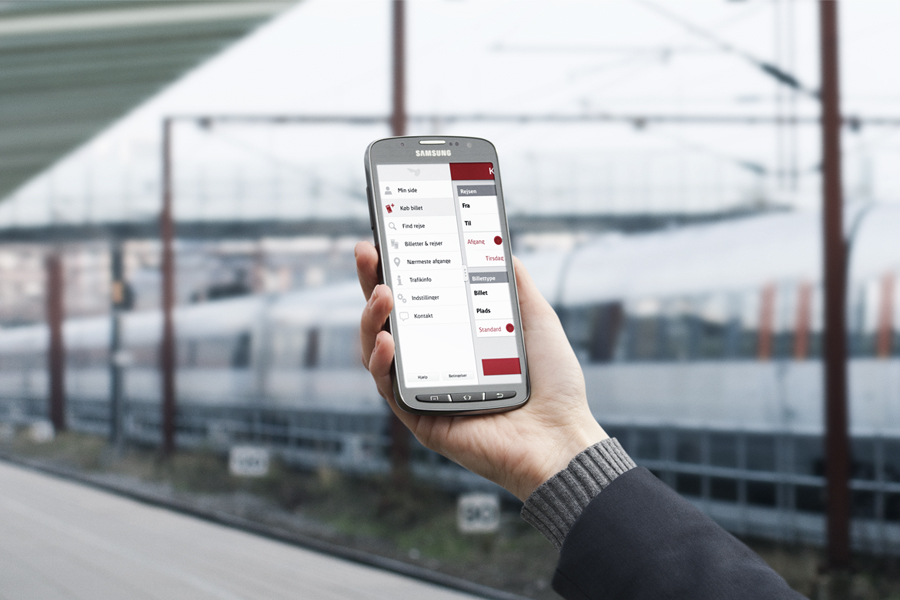 SAMSUNG
Min side
Køb billet
Find rejse
Billetter & rejser
Nærmeste afgange
Trafikinfo
Indstillinger
Kontakt
Hjælp
Betingelser
K
Rejsen
Fra
Til
Afgang
Tirsdag
Billettype
Billet
Plads
Standard